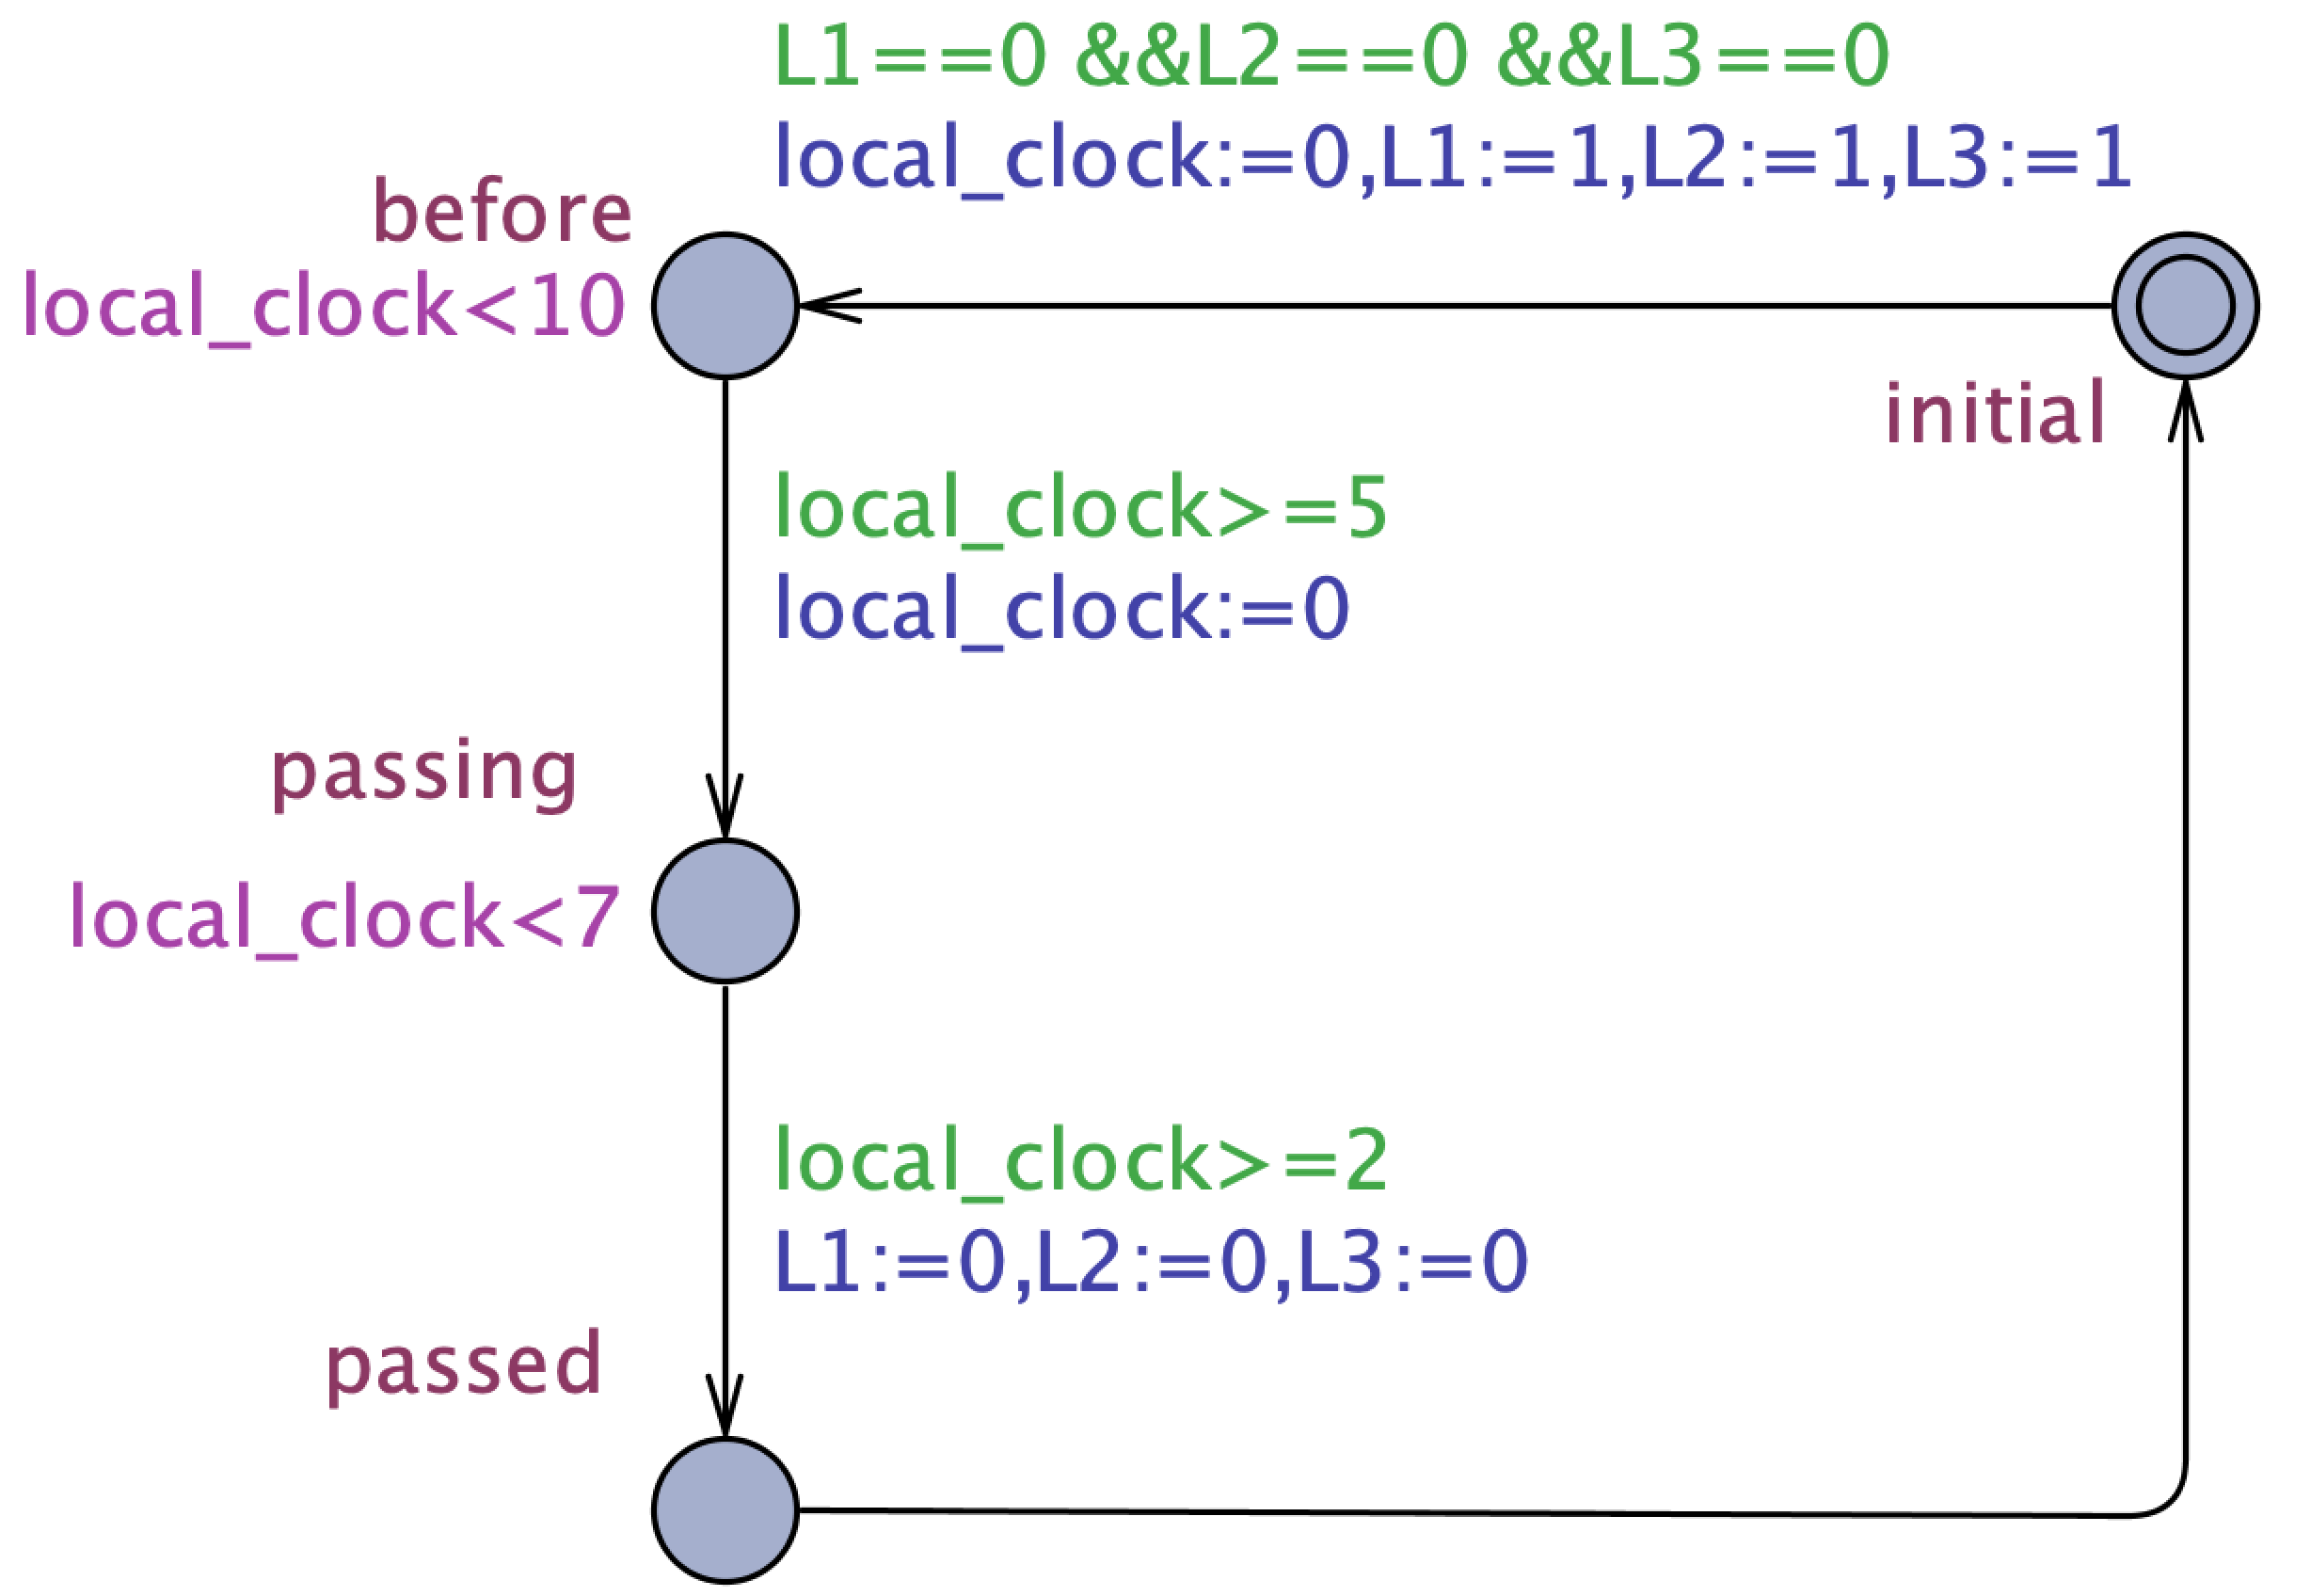 L1==0 &&L2==0 &&L3==0
local_clock:=0,L1:=1,L2:=1,L3:=1
before
local_clock<10
initial
local_clock>=5
local_clock:=0
passing
local_clock<7
local_clock>=2
L1:=0,L2:=0,L3:=0
passed